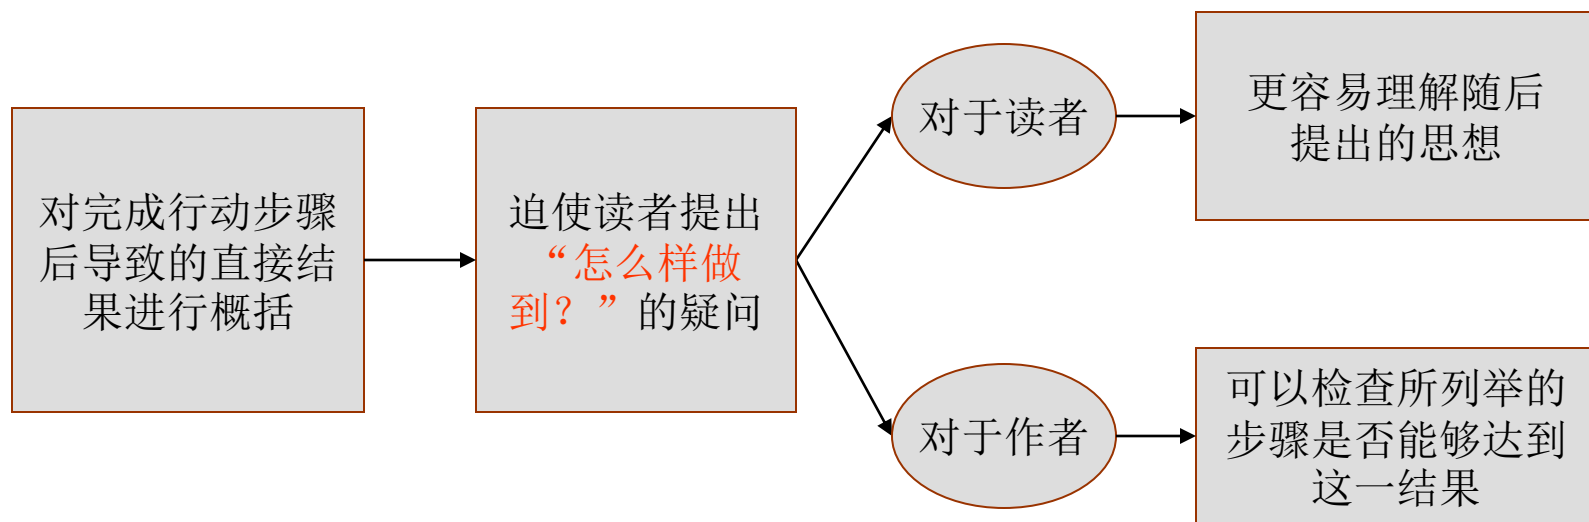 对完成行动步骤
后导致的直接结
果进行概括
迫使读者提出
“怎么样做
到？”的疑问
对于读者
更容易理解随后
提出的思想
对于作者
可以检查所列举的
步骤是否能够达到
这一结果